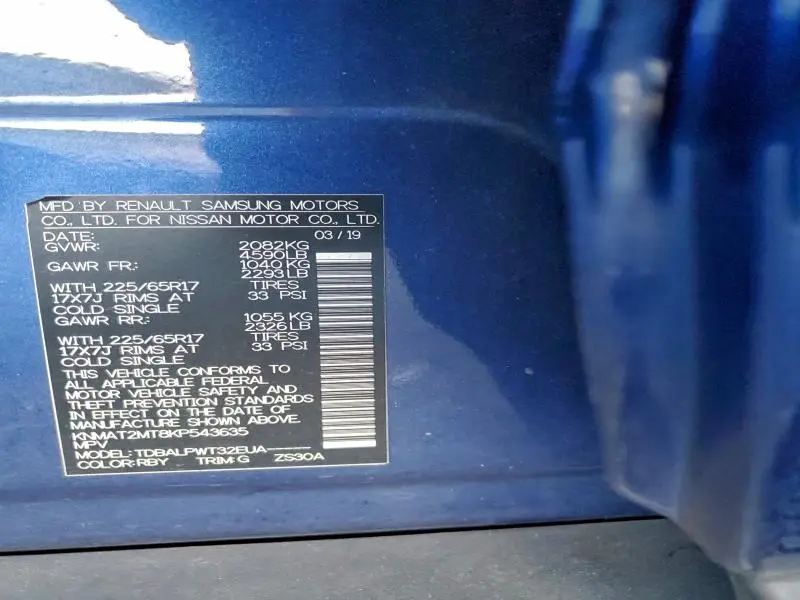 MFD BY RENAULT SAMSUNG MOTORS
CO., LTD. FOR NISSAN MOTOR CO., LTD.
DATE: 03/19
GVWR: 2082KG
4590LB
GAWR FR: 1040 KG
2293LB
WITH 225/65R17 TIRES
17X7J RIMS AT 33 PSI
COLD SINGLE
GAWR RR: 1055 KG
2326LB
WITH 225/65R17 TIRES
17X7J RIMS AT 33 PSI
COLD SINGLE
THIS VEHICLE CONFORMS TO
ALL APPLICABLE FEDERAL
MOTOR VEHICLE SAFETY AND
THEFT PREVENTION STANDARDS
IN EFFECT ON THE DATE OF
MANUFACTURE SHOWN ABOVE.
KNMAT2MT8KP543635
MPV
MODEL: TDBALPWT32EUA-----
COLOR:RBY TRIM:G ZS30A